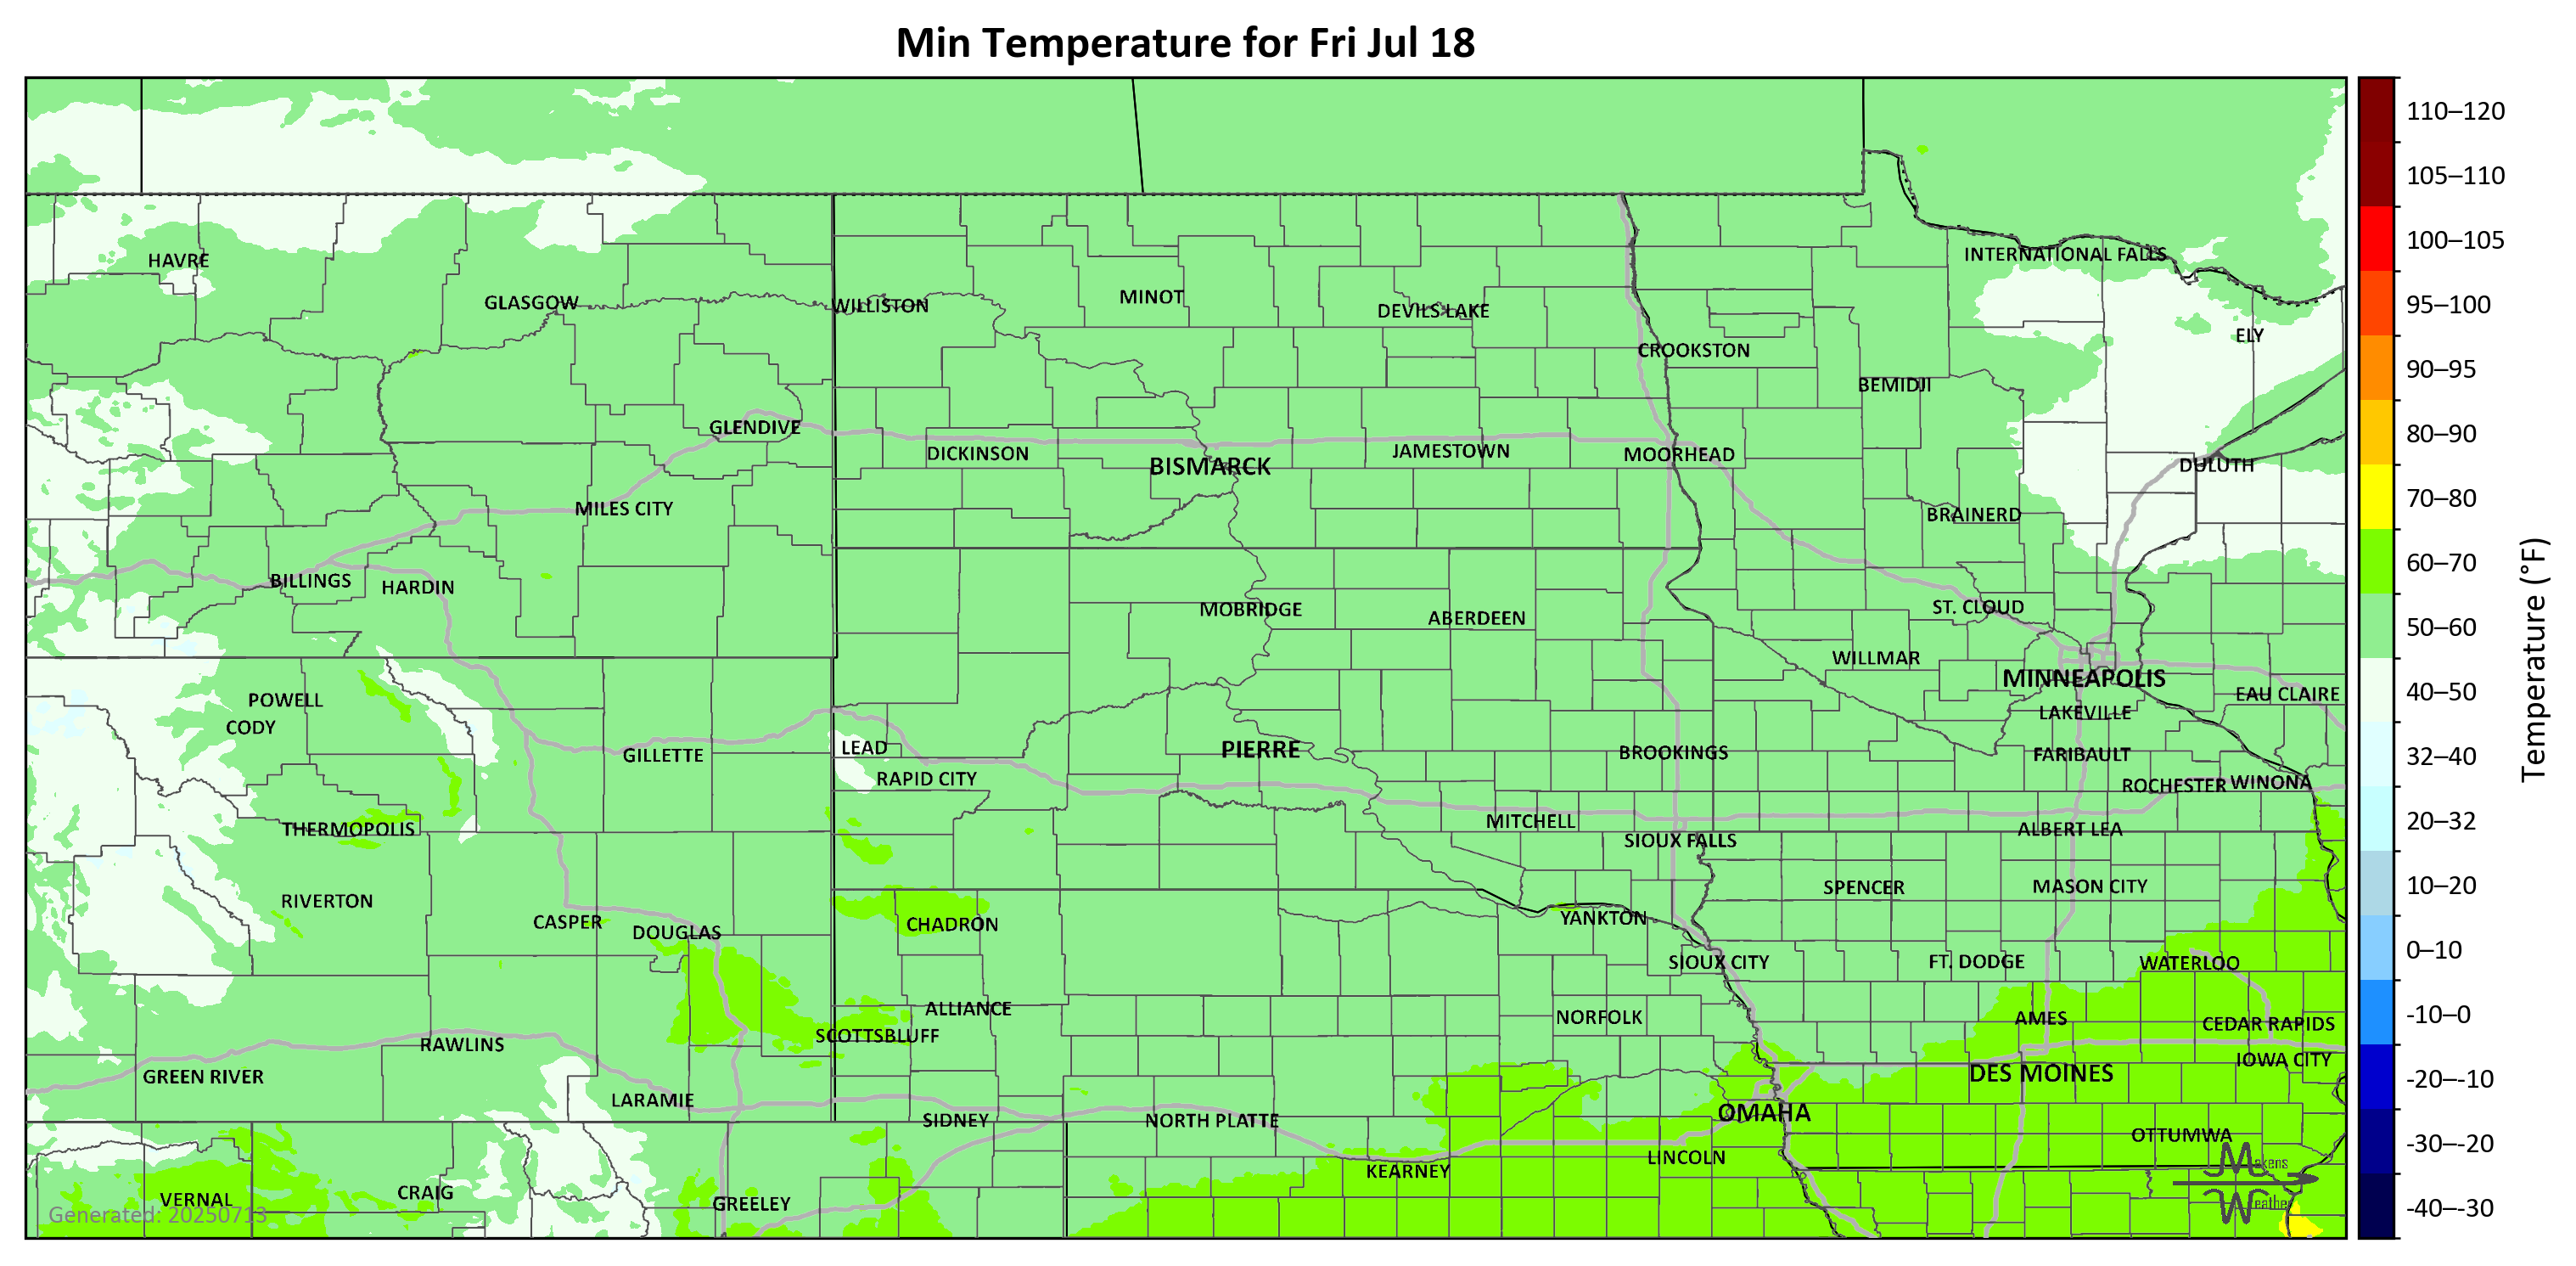 Min Temperature for Fri Jul 18
110–120
105–110
100–105
95–100
90–95
80–90
70–80
60–70
50–60
40–50
32–40
20–32
10–20
0–10
-10–0
-20–-10
-30–-20
-40–-30
Temperature (°F)
HAVRE
INTERNATIONAL FALLS
GLASGOW
WILLISTON
MINOT
DEVILS LAKE
ELY
CROOKSTON
BEMIDJI
GLENDIVE
DICKINSON
BISMARCK
JAMESTOWN
MOORHEAD
DULUTH
MILES CITY
BRAINERD
BILLINGS
HARDIN
MOBRIDGE
ABERDEEN
ST. CLOUD
WILLMAR
MINNEAPOLIS
POWELL
EAU CLAIRE
CODY
LAKEVILLE
GILLETTE
LEAD
PIERRE
BROOKINGS
FARIBAULT
RAPID CITY
ROCHESTER
WINONA
THERMOPOLIS
MITCHELL
SIOUX FALLS
ALBERT LEA
RIVERTON
SPENCER
MASON CITY
CASPER
DOUGLAS
CHADRON
YANKTON
SIOUX CITY
FT. DODGE
WATERLOO
ALLIANCE
NORFOLK
AMES
CEDAR RAPIDS
SCOTTSBLUFF
RAWLINS
IOWA CITY
GREEN RIVER
DES MOINES
LARAMIE
SIDNEY
NORTH PLATTE
OMAHA
OTTUMWA
KEARNEY
LINCOLN
VERNAL
CRAIG
GREELEY
Makens
Weather
Generated: 20250713